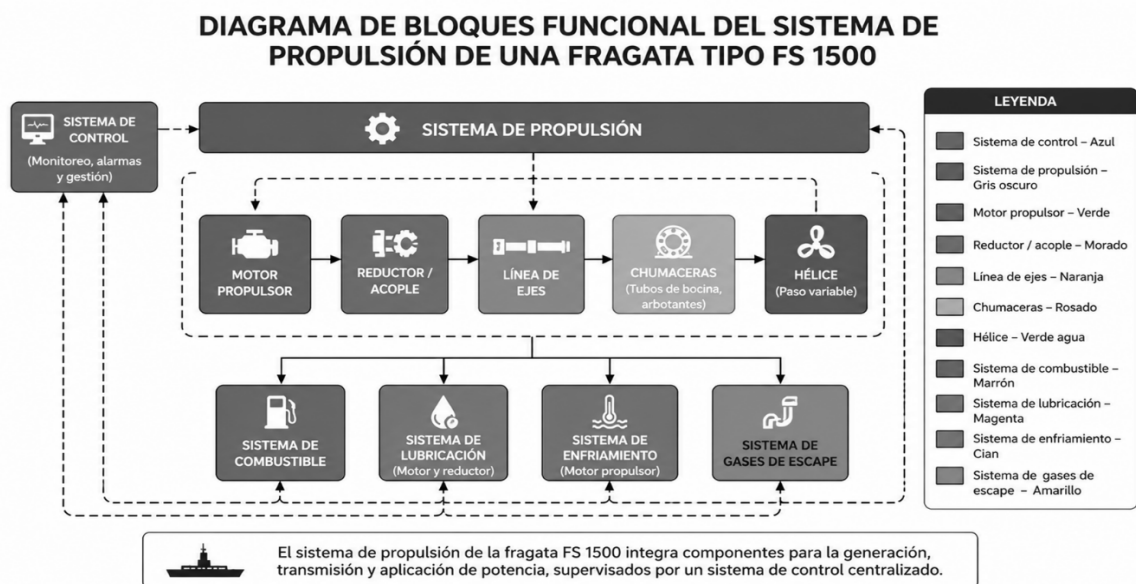 DIAGRAMA DE BLOQUES FUNCIONAL DEL SISTEMA DE
PROPULSIÓN DE UNA FRAGATA TIPO FS 1500
SISTEMA DE
CONTROL
(Monitoreo, alarmas
y gestión)
SISTEMA DE PROPULSIÓN
MOTOR
PROPULSOR
REDUCTOR /
ACOPLE
LÍNEA DE
EJES
CHUMACERAS
(Tubos de bocina,
arbotantes)
HÉLICE
(Paso variable)
SISTEMA DE
COMBUSTIBLE
SISTEMA DE
LUBRICACIÓN
(Motor y reductor)
SISTEMA DE
ENFRIAMIENTO
(Motor propulsor)
SISTEMA DE
GASES DE ESCAPE
LEYENDA
Sistema de control – Azul
Sistema de propulsión –
Gris oscuro
Motor propulsor – Verde
Reductor / acople – Morado
Línea de ejes – Naranja
Chumaceras – Rosado
Hélice – Verde agua
Sistema de combustible –
Marrón
Sistema de lubricación –
Magenta
Sistema de enfriamiento –
Cian
Sistema de gases de
escape – Amarillo
El sistema de propulsión de la fragata FS 1500 integra componentes para la generación,
transmisión y aplicación de potencia, supervisados por un sistema de control centralizado.